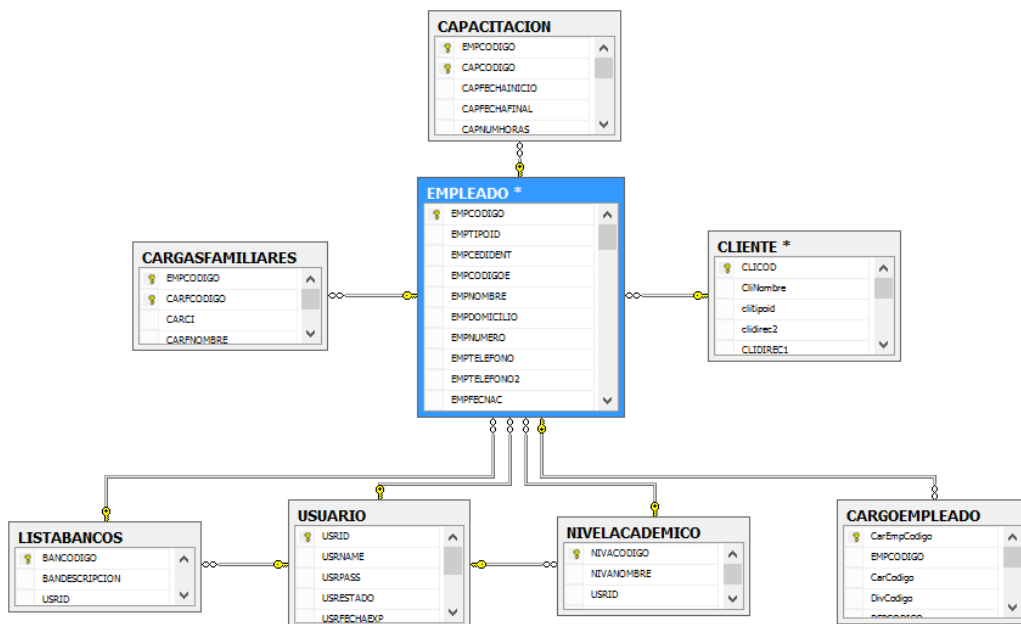 CAPACITACION
EMPCODIGO
CAPCODIGO
CAPFECHAINICIO
CAPFECHAFINAL
CAPNUMHORAS
EMPLEADO *
EMPCODIGO
EMPTIPOID
EMPCEDIDENT
EMPCODIGOE
EMPNOMBRE
EMPDOMICILIO
EMPNUMERO
EMPTELEFONO
EMPTELEFONO2
EMPFECNAC
CARGASFAMILIARES
EMPCODIGO
CARFCODIGO
CARCI
CARFNOMBRE
CLIENTE *
CLICOD
CliNombre
clitipoid
clidirec2
CLIDIREC1
LISTABANCOS
BANCODIGO
BANDESCRIPCION
USRID
USUARIO
USRID
USRNAME
USRPASS
USRESTADO
USRFECHAEXP
NIVELACADEMICO
NIVACODIGO
NIVANOMBRE
USRID
CARGOEMPLEADO
CarEmpCodigo
EMPCODIGO
CarCodigo
DivCodigo